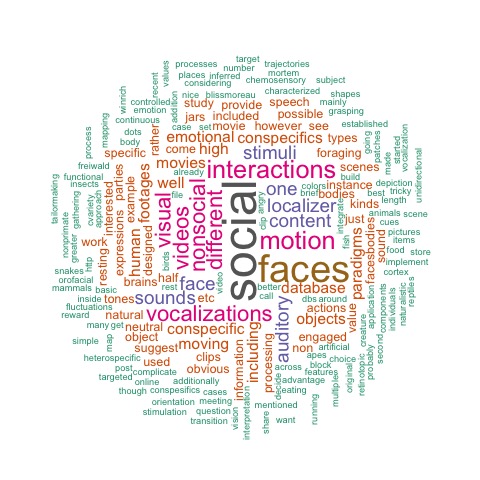 target
processes trajectories
number mortem
places inferred
considering chemosensory subject
nice blissmoreau characterized shapes
addition controlled mainly
study provide speech grasping
jars included possible
case set movie however see established
rather emotional conspecifics types
come high stimuli foraging
specific movies interactions scenes
already brief kinds
well one instance
footages nonsocial different localizer bodies best
visual videos content just
social motion
faces
human designed example
parties expressions interested
resting work
brains half face database
sounds etc auditory actions
natural vocalizations objects value
neutral conspecific engaged
object moving including non
suggest clips
used obvious information processing
paradigms facesbodies sound
values
recent
emotion
continuous
winrich
mapping
process
many
body
dots
freiwald
functional
insects
approach
cvariety
gathering
greater
tailormaking
nonprimate
http
snakes
orofacial
mammals basic
inside tones
fluctuations
reward
many get
simple map
heterospecific
post complicate
targeted online additionally
though conspesifics cases
orientation meeting mentioned
stimulation question
transition
vision
interpretation
share
want
running
decide
eating
across
advantage
block
features
multiple
choice
apes
artificial
original
retinotopic
probably
creature
application
second
components
individuals
naturalistic
reptiles
cortex
implement
food store
items
pictures
cues
animals scene
length
tricky
depiction
going
patches
made
started
vocalization
unidirectional
build
colors
integrate
fish
angry
clip
birds
file
rest
video
better
call
dbs around